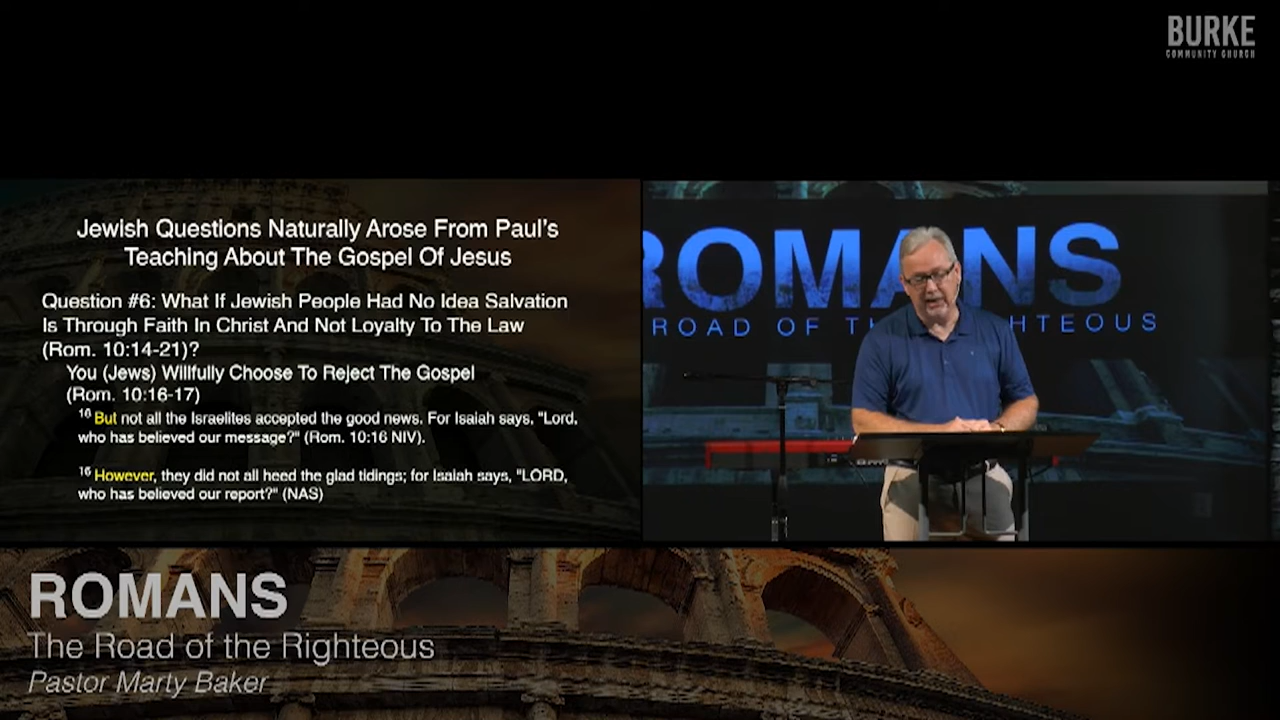 BURKE
COMMUNITY CHURCH
Jewish Questions Naturally Arose From Paul's
Teaching About The Gospel Of Jesus
Question #6: What If Jewish People Had No Idea Salvation
Is Through Faith In Christ And Not Loyalty To The Law
(Rom. 10:14-21)?
You (Jews) Willfully Choose To Reject The Gospel
(Rom. 10:16-17)
16 But not all the Israelites accepted the good news. For Isaiah says, "Lord,
who has believed our message?" (Rom. 10:16 NIV).
16 However, they did not all heed the glad tidings; for Isaiah says, "LORD,
who has believed our report?" (NAS)
ROMANS
ROAD OF TH GHTEOUS
ROMANS
The Road of the Righteous
Pastor Marty Baker